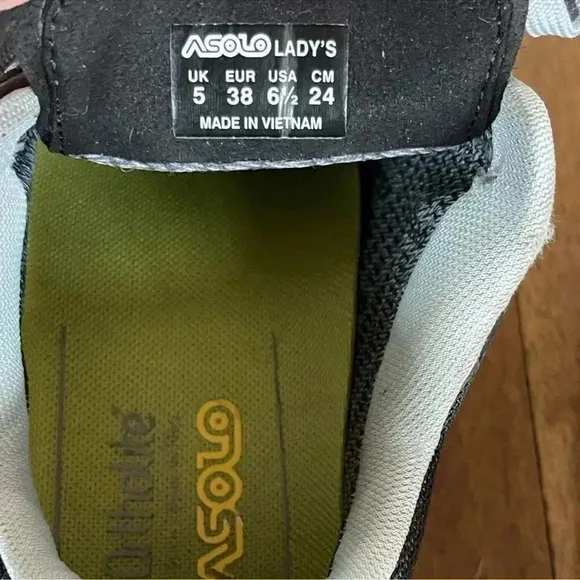 ASOLO LADY'S
UK EUR USA CM
5 38 6½ 24
MADE IN VIETNAM
Ortholite
ASOLO